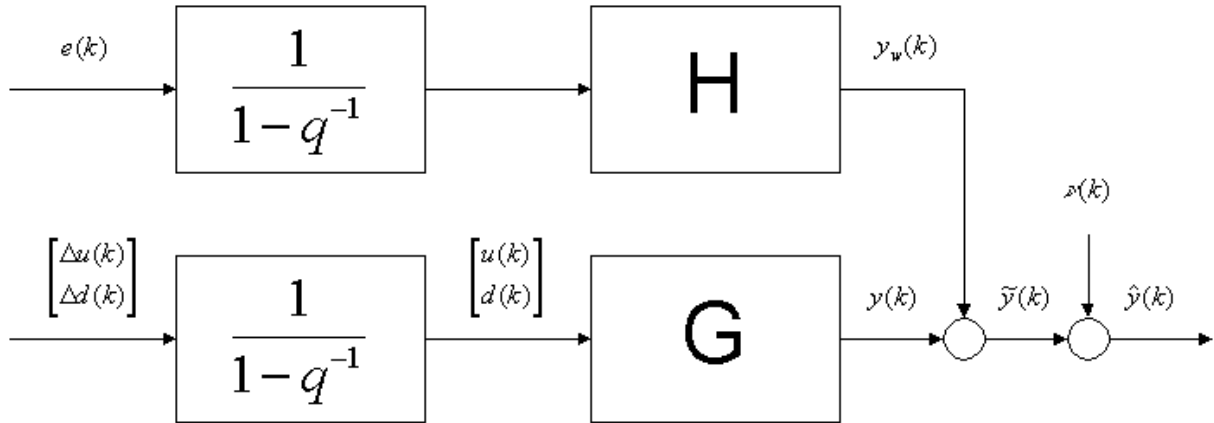 e(k)
1
1 − q⁻¹
H
y_w(k)
ν(k)
[Δu(k)
Δd(k)]
1
1 − q⁻¹
[u(k)
d(k)]
G
y(k)
ỹ(k)
ŷ(k)